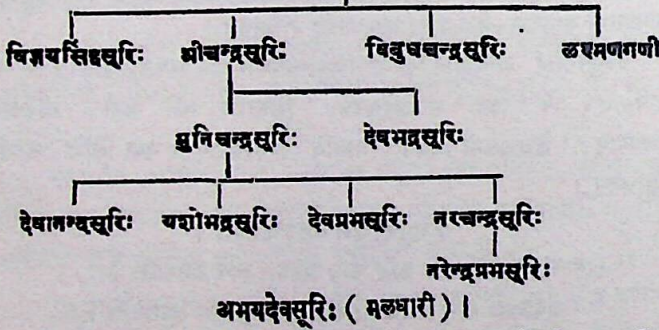 विजयसिंहसूरिः श्रीचन्द्रसूरिः विबुधचन्द्रसूरिः लक्ष्मणगणी
मुनिचन्द्रसूरिः देवभद्रसूरिः
देवानन्दसूरिः यशोभद्रसूरिः देवप्रभसूरिः नरचन्द्रसूरिः
नरेन्द्रप्रभसूरिः
अभयदेवसूरिः ( मलधारी ) ।